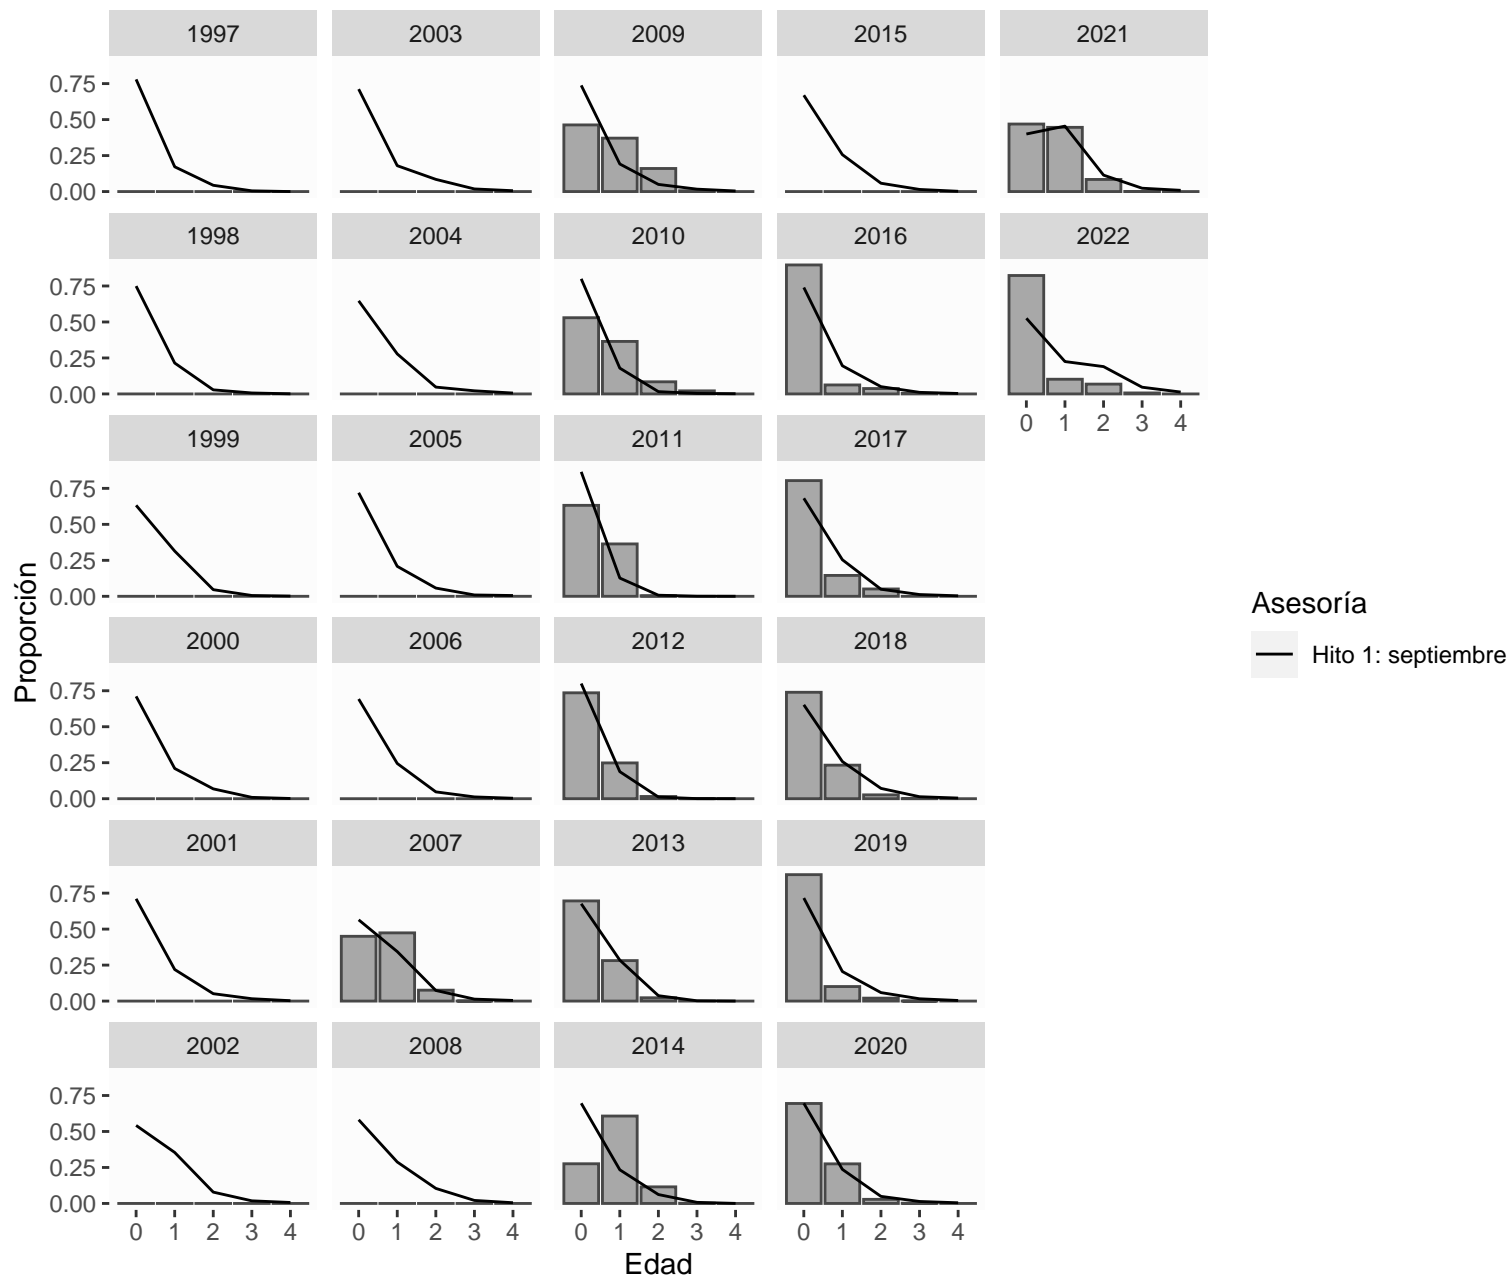 1997 2003 2009 2015 2021
0.75
0.50
0.25
0.00
1998 2004 2010 2016 2022
0.75
0.50
0.25
0.00
0 1 2 3 4
1999 2005 2011 2017
0.75
0.50
0.25
0.00
2000 2006 2012 2018
0.75
0.50
0.25
0.00
2001 2007 2013 2019
0.75
0.50
0.25
0.00
2002 2008 2014 2020
0.75
0.50
0.25
0.00
0 1 2 3 4 0 1 2 3 4 0 1 2 3 4 0 1 2 3 4
Edad
Proporción
Asesoría
Hito 1: septiembre